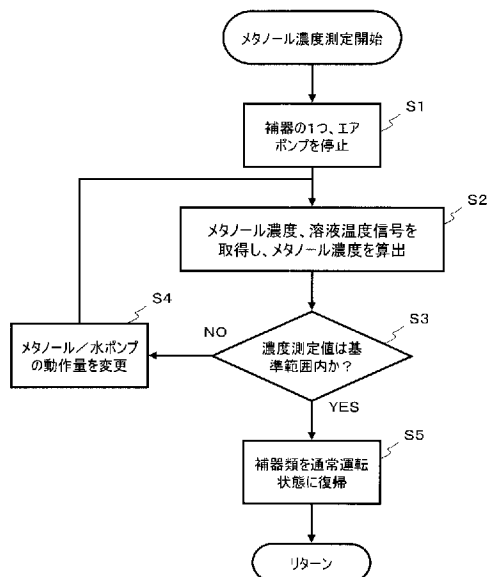 メタノール濃度測定開始
S1
補器の1つ、エア
ポンプを停止
S2
メタノール濃度、溶液温度信号を
取得し、メタノール濃度を算出
S4
メタノール／水ポンプ
の動作量を変更
NO
S3
濃度測定値は基
準範囲内か？
YES
S5
補器類を通常運転
状態に復帰
リターン